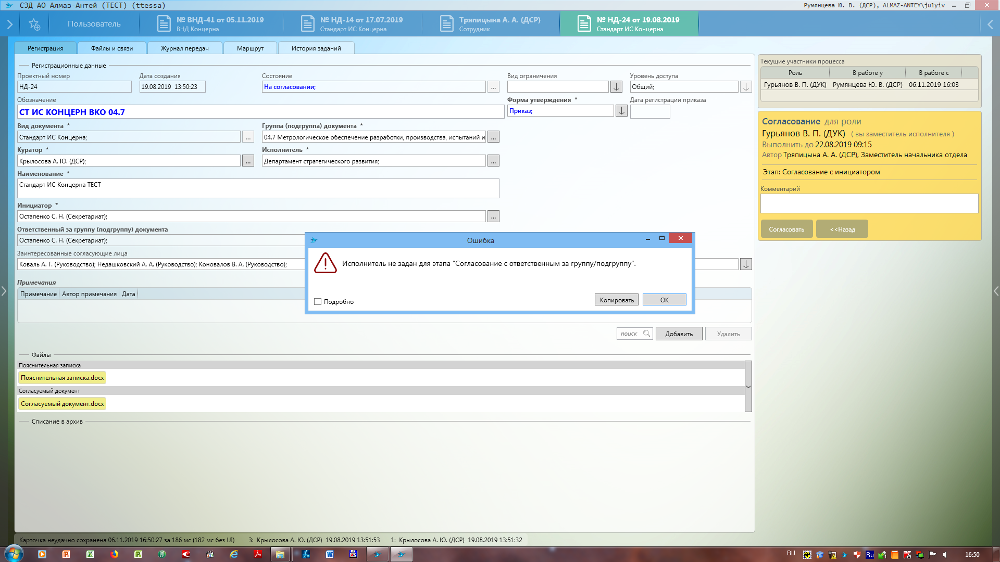 СЭД АО Алмаз-Антей (ТЕСТ) (ttessa)
Румянцева Ю. В. (ДСР), ALMAZ-ANTEY\julyiv
Пользователь
№ ВНД-41 от 05.11.2019
ВНД Концерна
№ НД-14 от 17.07.2019
Стандарт ИС Концерна
Тряпицына А. А. (ДСР)
Сотрудник
№ НД-24 от 19.08.2019
Стандарт ИС Концерна
Регистрация
Файлы и связи
Журнал передач
Маршрут
История заданий
Регистрационные данные
Проектный номер
Дата создания
Состояние
Вид ограничения
Уровень доступа
НД-24
19.08.2019 13:50:23
На согласовании;
...
Общий;
Обозначение
Форма утверждения *
Дата регистрации приказа
СТ ИС КОНЦЕРН ВКО 04.7
Приказ;
Вид документа *
Группа (подгруппа) документа *
Стандарт ИС Концерна;
...
04.7 Метрологическое обеспечение разработки, производства, испытаний и
...
Куратор *
Исполнитель *
Крылосова А. Ю. (ДСР);
...
Департамент стратегического развития;
...
Наименование *
Стандарт ИС Концерна ТЕСТ
Инициатор *
Остапенко С. Н. (Секретариат);
...
Ответственный за группу (подгруппу) документа
Остапенко С. Н. (Секретариат);
Заинтересованные согласующие лица
Коваль А. Г. (Руководство); Недашковский А. А. (Руководство); Коновалов В. А. (Руководство);
Примечания
Примечание
Автор примечания
Дата
Ошибка
Исполнитель не задан для этапа "Согласование с ответственным за группу/подгруппу".
Подробно
Копировать
ОК
поиск
Добавить
Удалить
Файлы
Пояснительная записка
Пояснительная записка.docx
Согласуемый документ
Согласуемый документ.docx
Списание в архив
Текущие участники процесса
Роль
В работе у
В работе с
Гурьянов В. П. (ДУК)
Румянцева Ю. В. (ДСР)
06.11.2019 16:03
Согласование для роли
Гурьянов В. П. (ДУК) ( вы заместитель исполнителя )
Выполнить до 22.08.2019 09:15
Автор Тряпицына А. А. (ДСР), Заместитель начальника отдела
Этап: Согласование с инициатором
Комментарий
Согласовать
<<Назад
Карточка неудачно сохранена 06.11.2019 16:50:27 за 186 мс (182 мс без UI)
3: Крылосова А. Ю. (ДСР) 19.08.2019 13:51:53
1: Крылосова А. Ю. (ДСР) 19.08.2019 13:51:32
RU
Ru
16:50